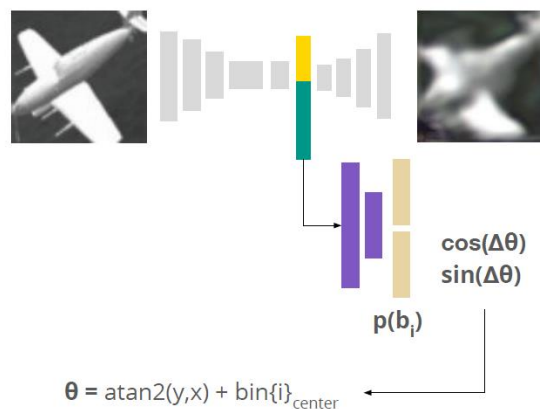 cos(Δθ)
sin(Δθ)
p(b_i)
θ = atan2(y,x) + bin{i}_center